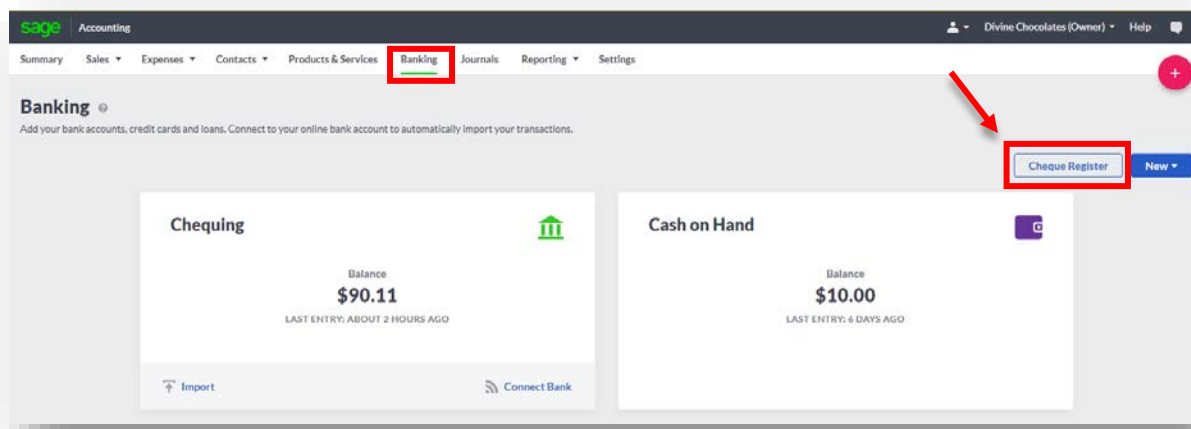 sage Accounting Divine Chocolates (Owner) Help
Summary Sales Expenses Contacts Products & Services Banking Journals Reporting Settings
+
Banking
Add your bank accounts, credit cards and loans. Connect to your online bank account to automatically import your transactions.
Cheque Register New
Chequing
Balance
$90.11
LAST ENTRY: ABOUT 2 HOURS AGO
Import Connect Bank
Cash on Hand
Balance
$10.00
LAST ENTRY: 6 DAYS AGO